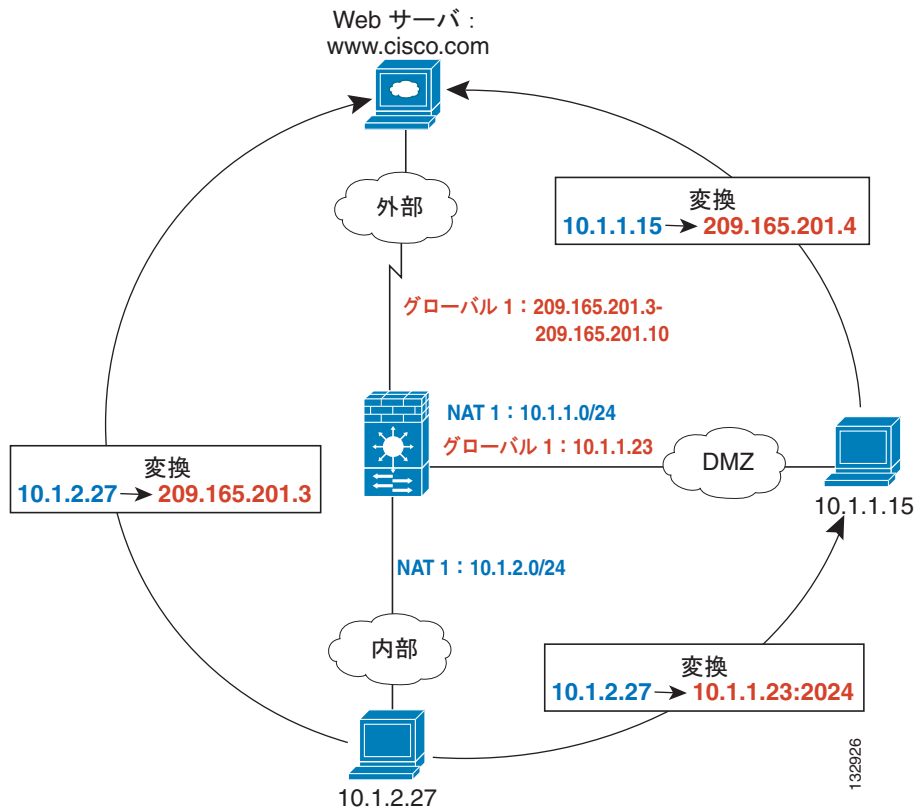 Web サーバ：
www.cisco.com
外部
変換
10.1.1.15 → 209.165.201.4
グローバル 1：209.165.201.3-
209.165.201.10
NAT 1：10.1.1.0/24
グローバル 1：10.1.1.23
DMZ
10.1.1.15
変換
10.1.2.27 → 209.165.201.3
NAT 1：10.1.2.0/24
内部
変換
10.1.2.27 → 10.1.1.23:2024
10.1.2.27
132926